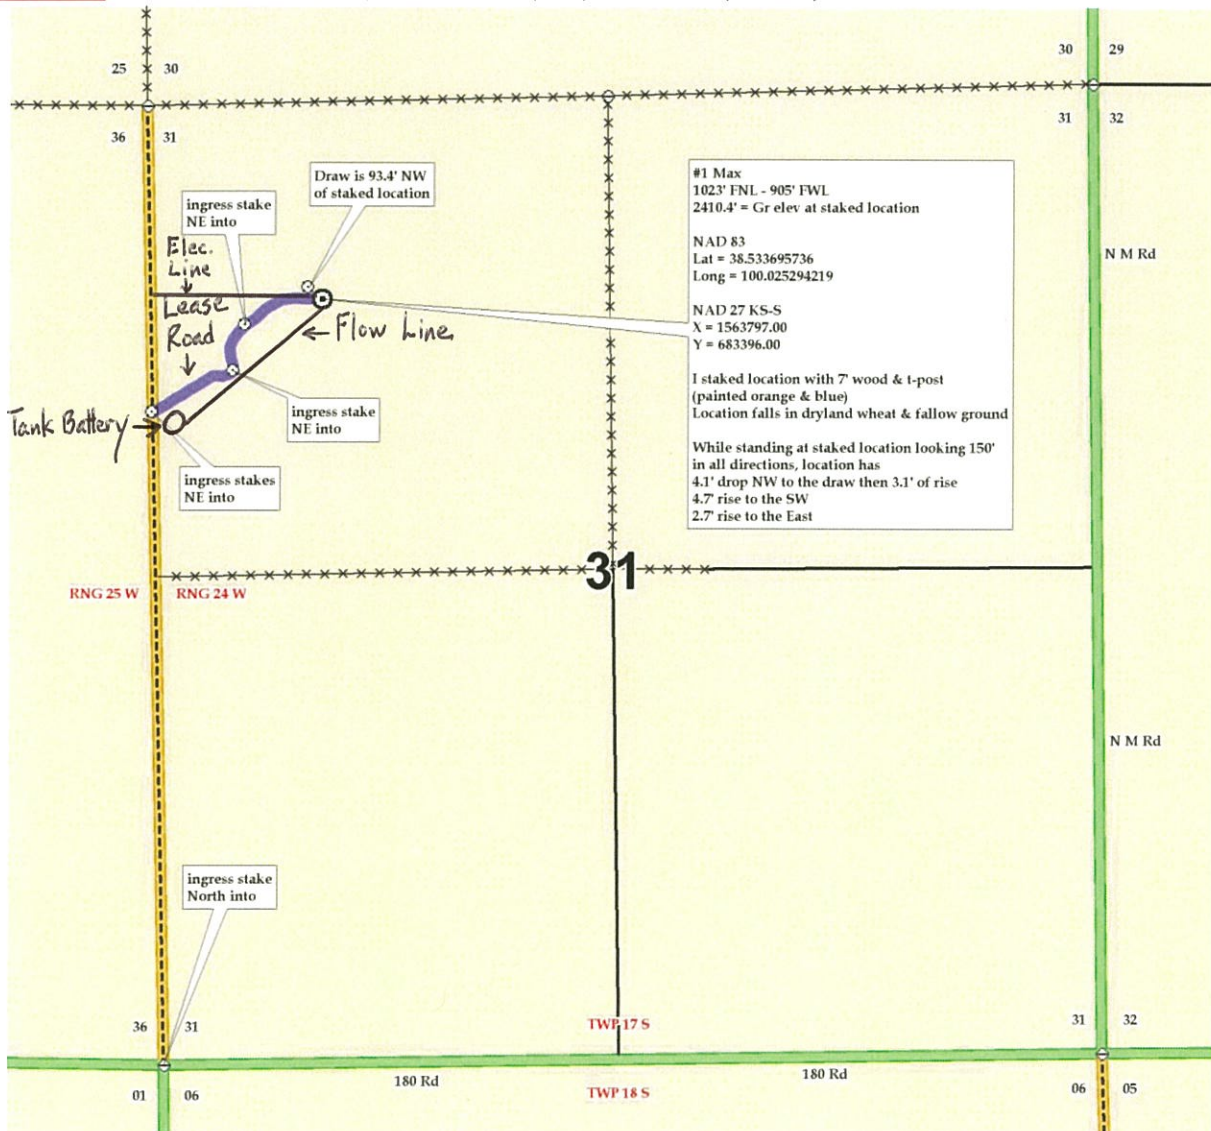 25 30
30 29
36 31
31 32
Draw is 93.4' NW
of staked location
ingress stake
NE into
#1 Max
1023' FNL - 905' FWL
2410.4' = Gr elev at staked location
NAD 83
Lat = 38.533695736
Long = 100.025294219
NAD 27 KS-S
X = 1563797.00
Y = 683396.00
I staked location with 7' wood & t-post
(painted orange & blue)
Location falls in dryland wheat & fallow ground
While standing at staked location looking 150'
in all directions, location has
4.1' drop NW to the draw then 3.1' of rise
4.7' rise to the SW
2.7' rise to the East
N M Rd
Elec.
Line
Lease
Road
← Flow Line
ingress stake
NE into
Tank Battery
ingress stakes
NE into
31
RNG 25 W RNG 24 W
N M Rd
ingress stake
North into
36 31
TWP 17 S
31 32
180 Rd
180 Rd
01 06
TWP 18 S
06 05